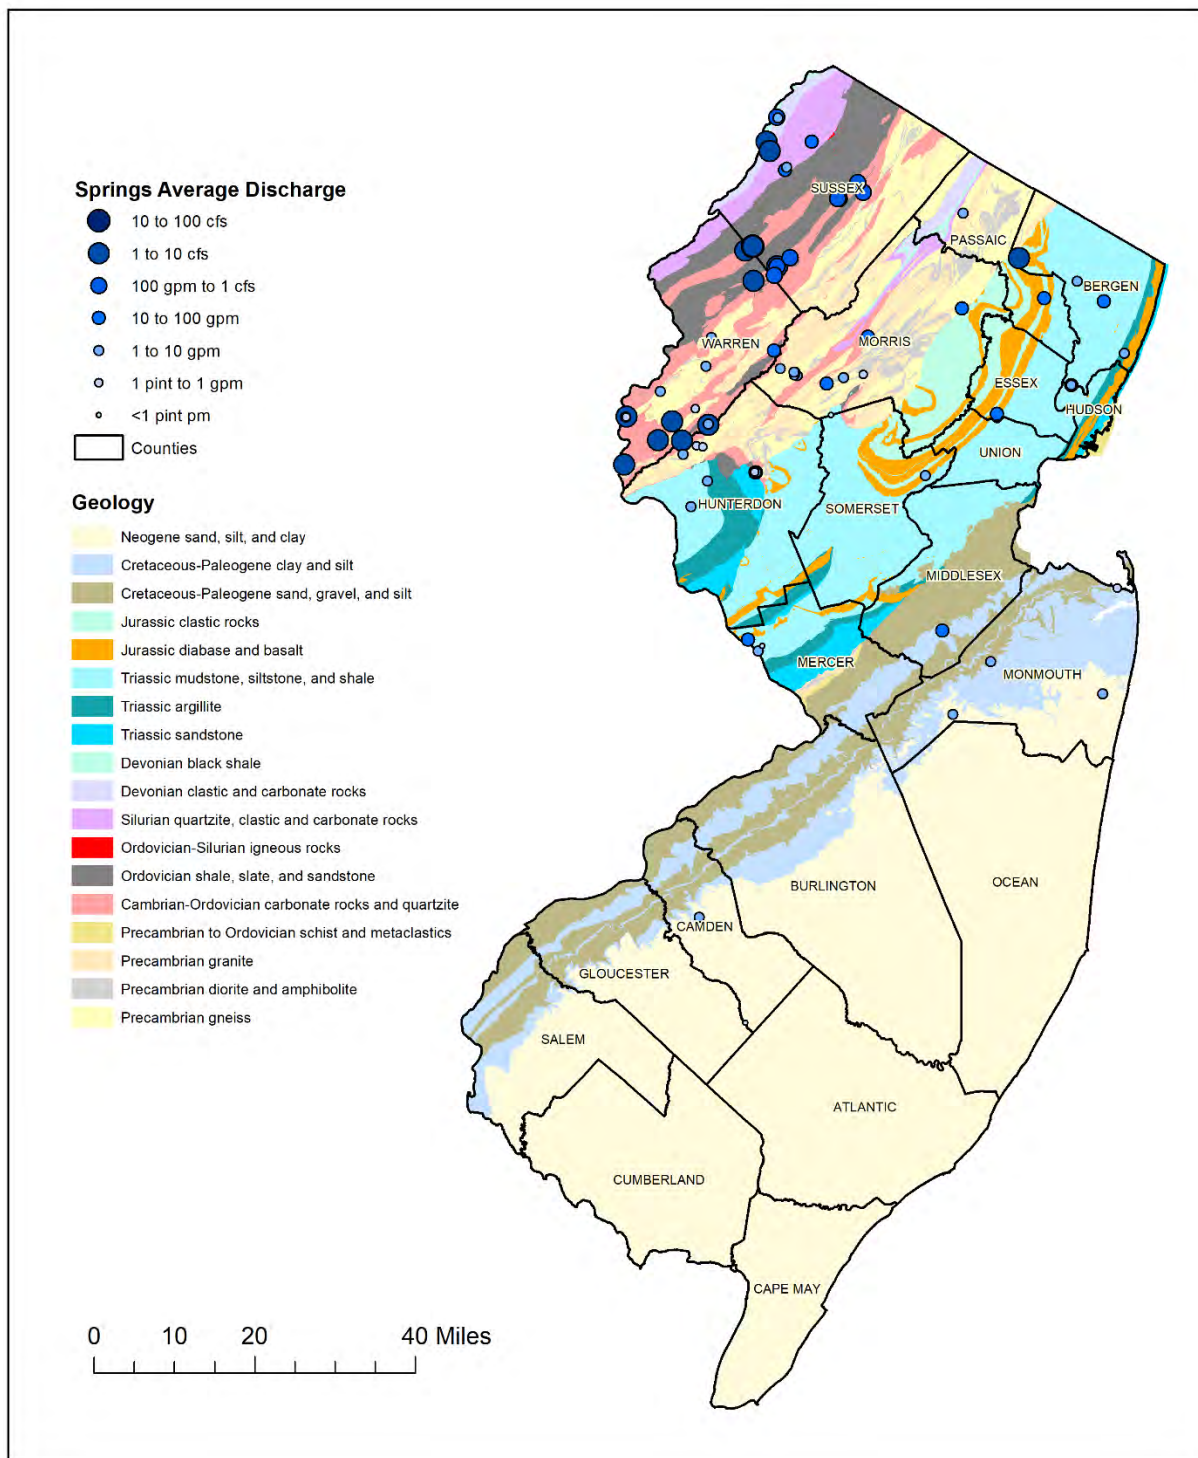 Springs Average Discharge
10 to 100 cfs
1 to 10 cfs
100 gpm to 1 cfs
10 to 100 gpm
1 to 10 gpm
1 pint to 1 gpm
<1 pint pm
Counties
Geology
Neogene sand, silt, and clay
Cretaceous-Paleogene clay and silt
Cretaceous-Paleogene sand, gravel, and silt
Jurassic clastic rocks
Jurassic diabase and basalt
Triassic mudstone, siltstone, and shale
Triassic argillite
Triassic sandstone
Devonian black shale
Devonian clastic and carbonate rocks
Silurian quartzite, clastic and carbonate rocks
Ordovician-Silurian igneous rocks
Ordovician shale, slate, and sandstone
Cambrian-Ordovician carbonate rocks and quartzite
Precambrian to Ordovician schist and metaclastics
Precambrian granite
Precambrian diorite and amphibolite
Precambrian gneiss
SUSSEX
PASSAIC
BERGEN
WARREN
MORRIS
ESSEX
HUDSON
UNION
HUNTERDON
SOMERSET
MIDDLESEX
MERCER
MONMOUTH
BURLINGTON
OCEAN
CAMDEN
GLOUCESTER
SALEM
ATLANTIC
CUMBERLAND
CAPE MAY
0 10 20 40 Miles